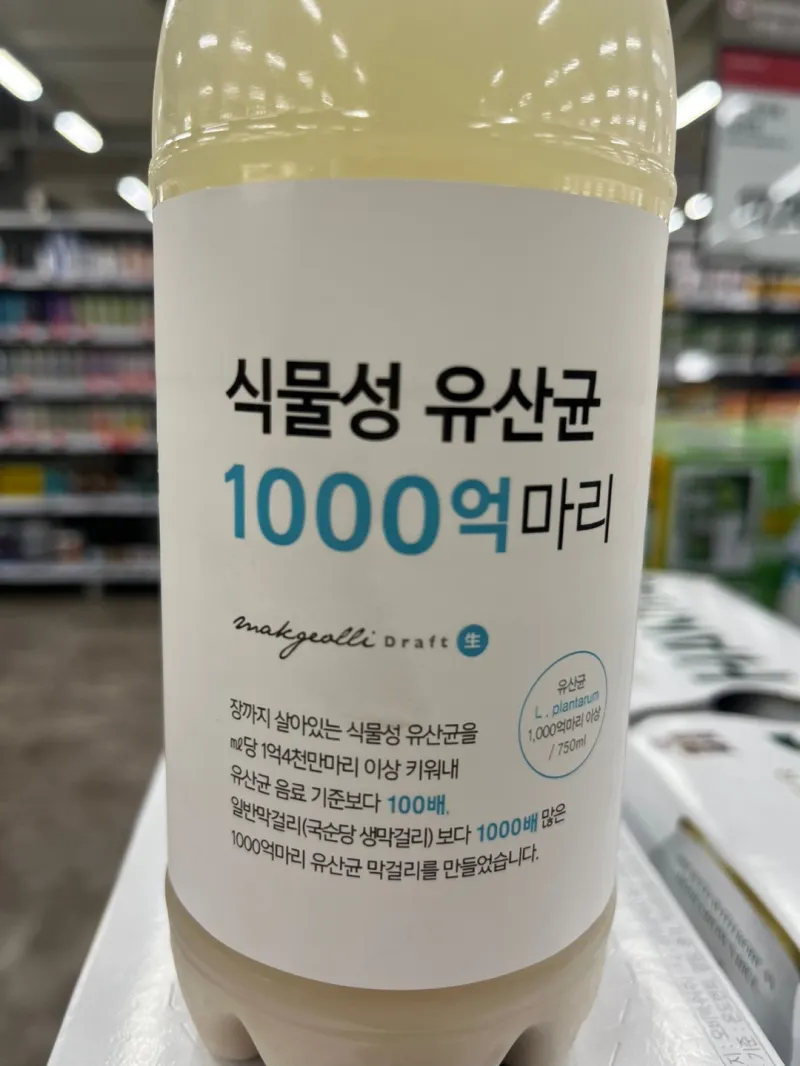 식물성 유산균
1000억마리
makgeolli Draft 生
유산균
L. plantarum
1,000억마리 이상
/ 750ml
장까지 살아있는 식물성 유산균을
㎖당 1억4천만마리 이상 키워내
유산균 음료 기준보다 100배,
일반막걸리(국순당 생막걸리) 보다 1000배 많은
1000억마리 유산균 막걸리를 만들었습니다.